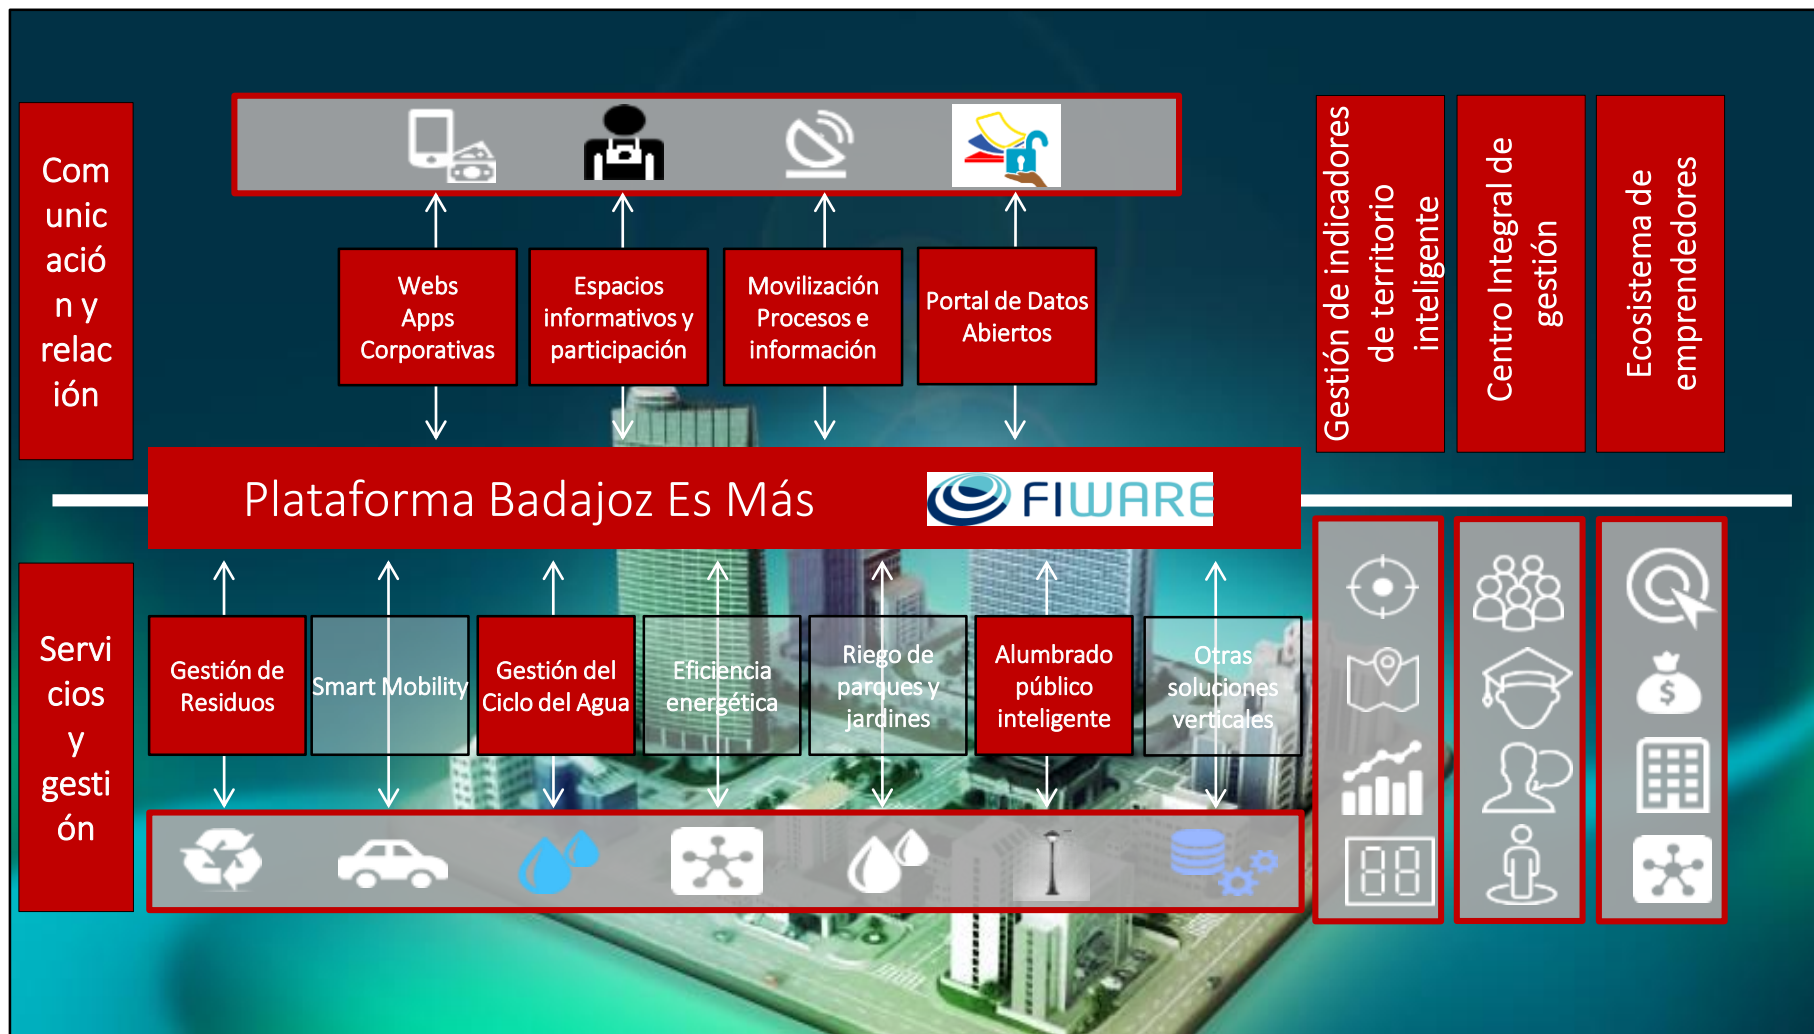 Com
unic
ació
n y
relac
ión
Webs
Apps
Corporativas
Espacios
informativos y
participación
Movilización
Procesos e
información
Portal de Datos
Abiertos
Gestión de indicadores
de territorio
inteligente
Centro Integral de
gestión
Ecosistema de
emprendedores
Plataforma Badajoz Es Más
FIWARE
Servi
cios
y
gesti
ón
Gestión de
Residuos
Smart Mobility
Gestión del
Ciclo del Agua
Eficiencia
energética
Riego de
parques y
jardines
Alumbrado
público
inteligente
Otras
soluciones
verticales
$
88